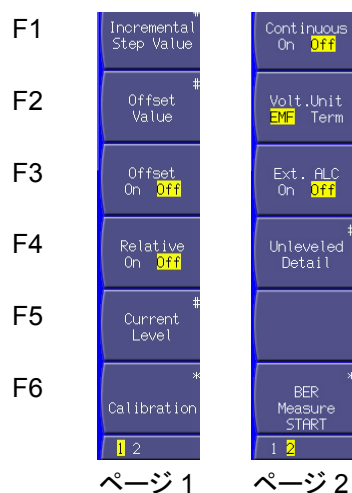 F1
F2
F3
F4
F5
F6
Incremental
Step Value
#
Offset
Value
Offset
On Off
Relative
On Off
#
Current
Level
*
Calibration
1 2
ページ 1
Continuous
On Off
Volt.Unit
EMF Term
Ext. ALC
On Off
#
Unleveled
Detail
*
BER
Measure
START
1 2
ページ 2